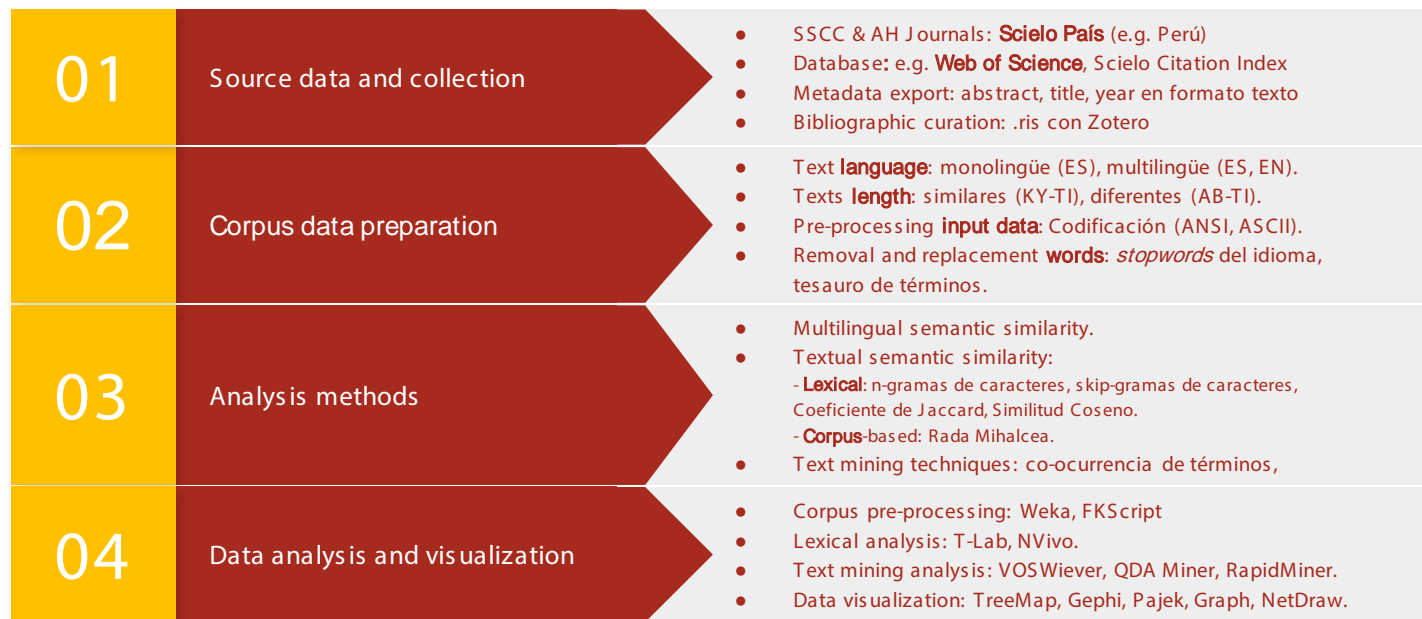 01
Source data and collection
● SSCC & AH Journals: Scielo País (e.g. Perú)
● Database: e.g. Web of Science, Scielo Citation Index
● Metadata export: abstract, title, year en formato texto
● Bibliographic curation: .ris con Zotero
02
Corpus data preparation
● Text language: monolingüe (ES), multilingüe (ES, EN).
● Texts length: similares (KY-TI), diferentes (AB-TI).
● Pre-processing input data: Codificación (ANSI, ASCII).
● Removal and replacement words: stopwords del idioma,
tesauro de términos.
03
Analysis methods
● Multilingual semantic similarity.
● Textual semantic similarity:
- Lexical: n-gramas de caracteres, skip-gramas de caracteres,
Coeficiente de Jaccard, Similitud Coseno.
- Corpus-based: Rada Mihalcea.
● Text mining techniques: co-ocurrencia de términos,
04
Data analysis and visualization
● Corpus pre-processing: Weka, FKScript
● Lexical analysis: T-Lab, NVivo.
● Text mining analysis: VOSWiever, QDA Miner, RapidMiner.
● Data visualization: TreeMap, Gephi, Pajek, Graph, NetDraw.